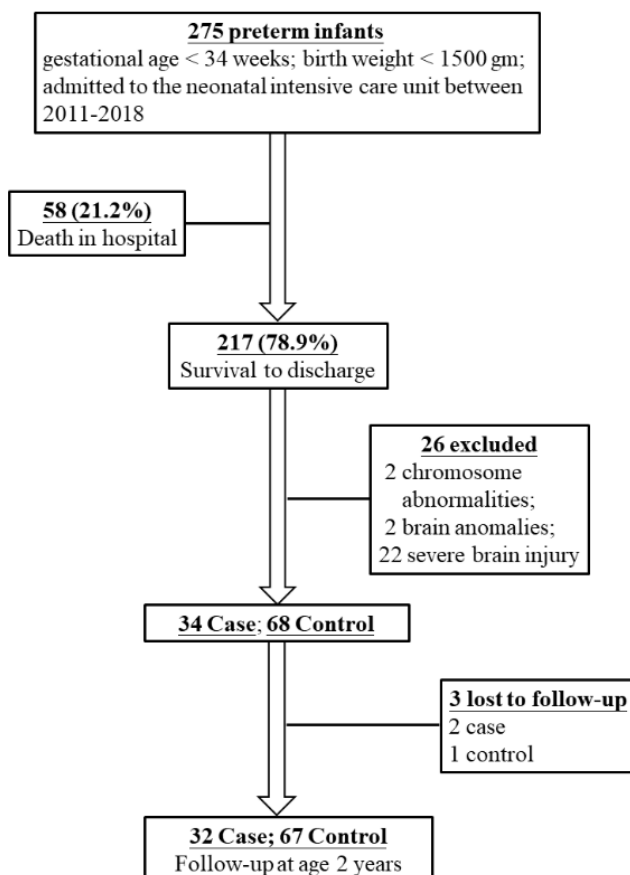 275 preterm infants
gestational age < 34 weeks; birth weight < 1500 gm;
admitted to the neonatal intensive care unit between
2011-2018
58 (21.2%)
Death in hospital
217 (78.9%)
Survival to discharge
26 excluded
2 chromosome
abnormalities;
2 brain anomalies;
22 severe brain injury
34 Case; 68 Control
3 lost to follow-up
2 case
1 control
32 Case; 67 Control
Follow-up at age 2 years